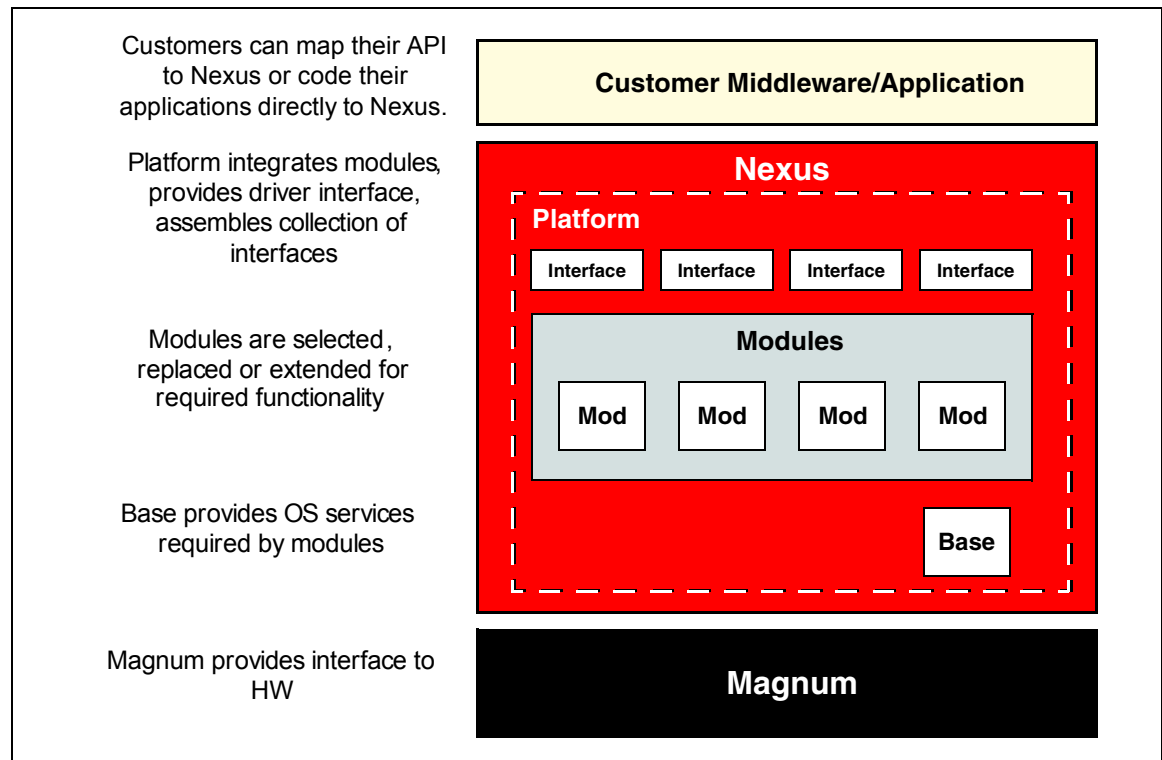 Customers can map their API
to Nexus or code their
applications directly to Nexus.
Customer Middleware/Application
Platform integrates modules,
provides driver interface,
assembles collection of
interfaces
Nexus
Platform
Interface Interface Interface Interface
Modules are selected,
replaced or extended for
required functionality
Modules
Mod Mod Mod Mod
Base provides OS services
required by modules
Base
Magnum provides interface to
HW
Magnum